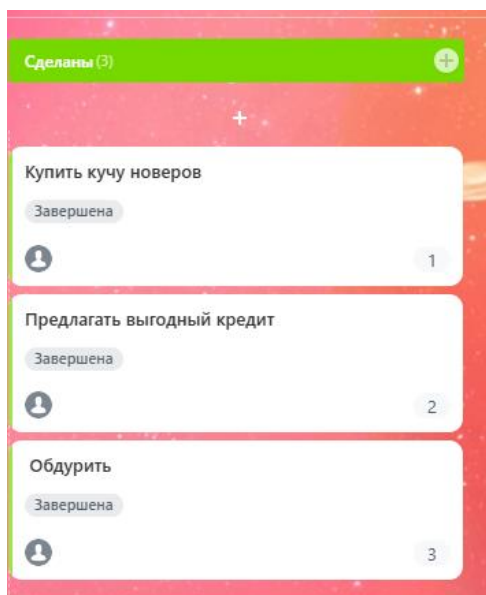 Сделаны (3)
+
Купить кучу новеров
Завершена
1
Предлагать выгодный кредит
Завершена
2
Обдурить
Завершена
3